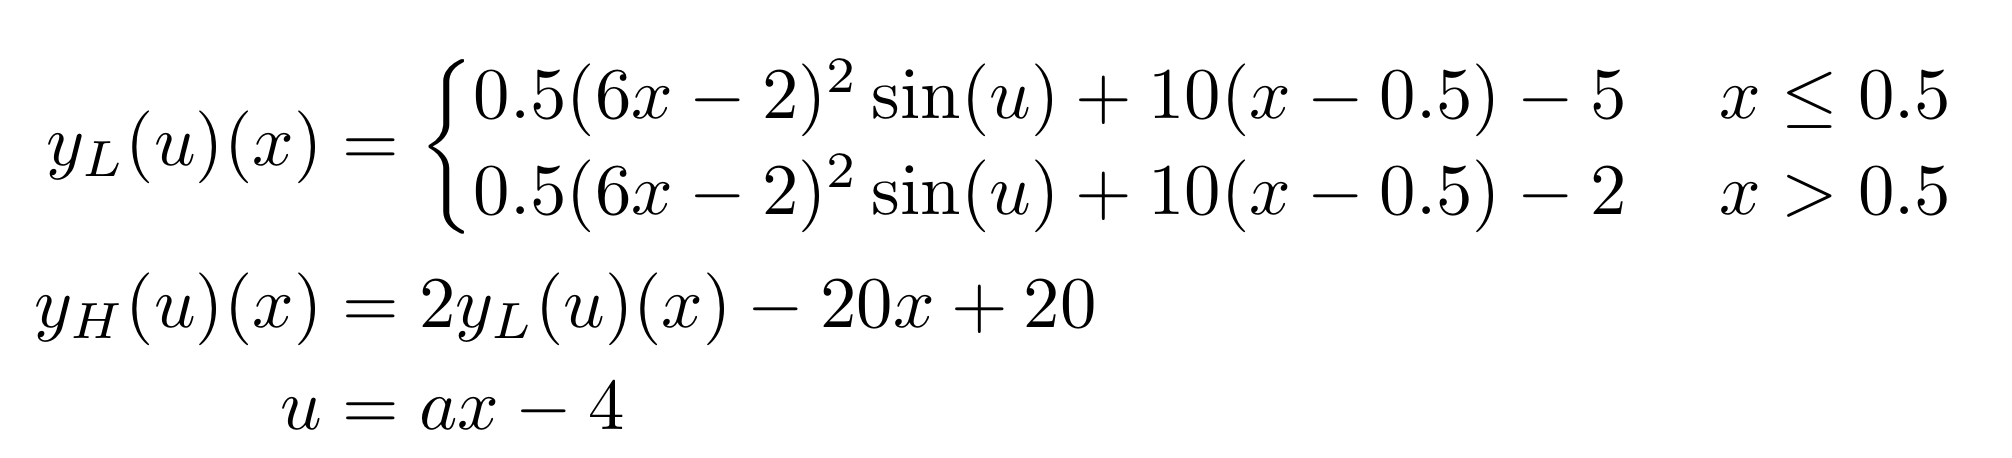 y_L(u)(x) = { 0.5(6x − 2)² sin(u) + 10(x − 0.5) − 5 x ≤ 0.5
0.5(6x − 2)² sin(u) + 10(x − 0.5) − 2 x > 0.5
y_H(u)(x) = 2y_L(u)(x) − 20x + 20
u = ax − 4